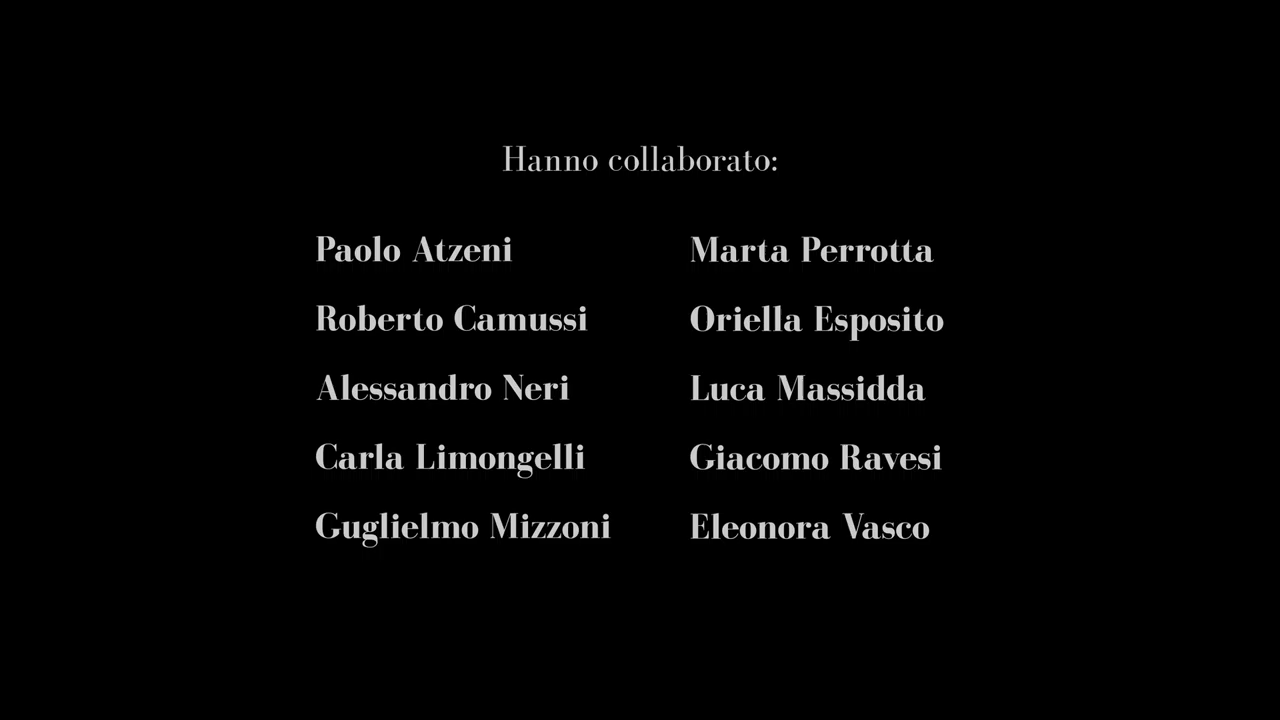 Hanno collaborato:
Paolo Atzeni
Roberto Camussi
Alessandro Neri
Carla Limongelli
Guglielmo Mizzoni
Marta Perrotta
Oriella Esposito
Luca Massidda
Giacomo Ravesi
Eleonora Vasco